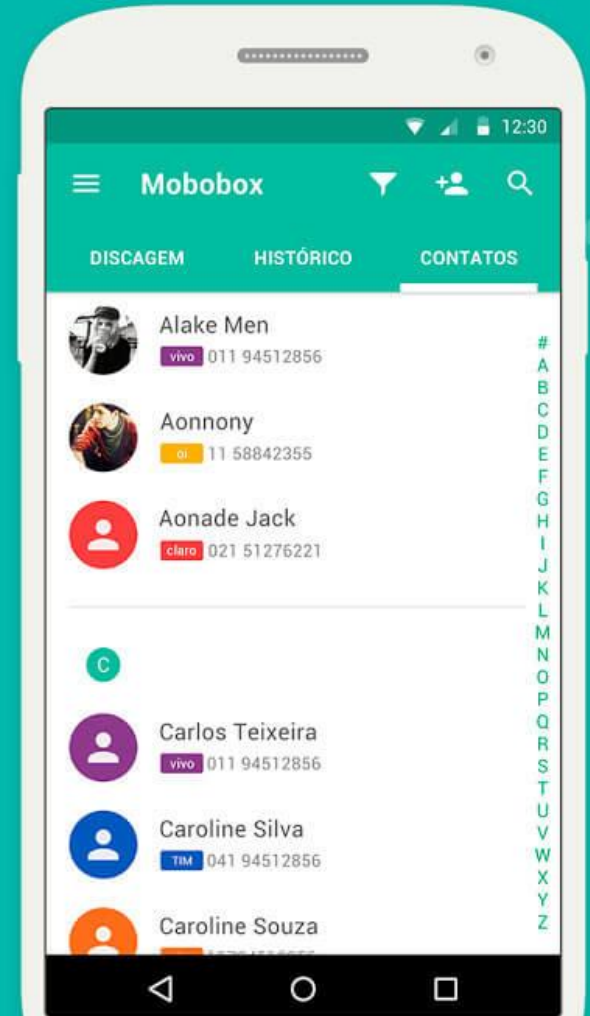 12:30
Mobobox
DISCAGEM HISTÓRICO CONTATOS
Alake Men
vivo 011 94512856
Aonnony
oi 11 58842355
Aonade Jack
claro 021 51276221
C
Carlos Teixeira
vivo 011 94512856
Caroline Silva
TIM 041 94512856
Caroline Souza
#
A
B
C
D
E
F
G
H
I
J
K
L
M
N
O
P
Q
R
S
T
U
V
W
X
Y
Z